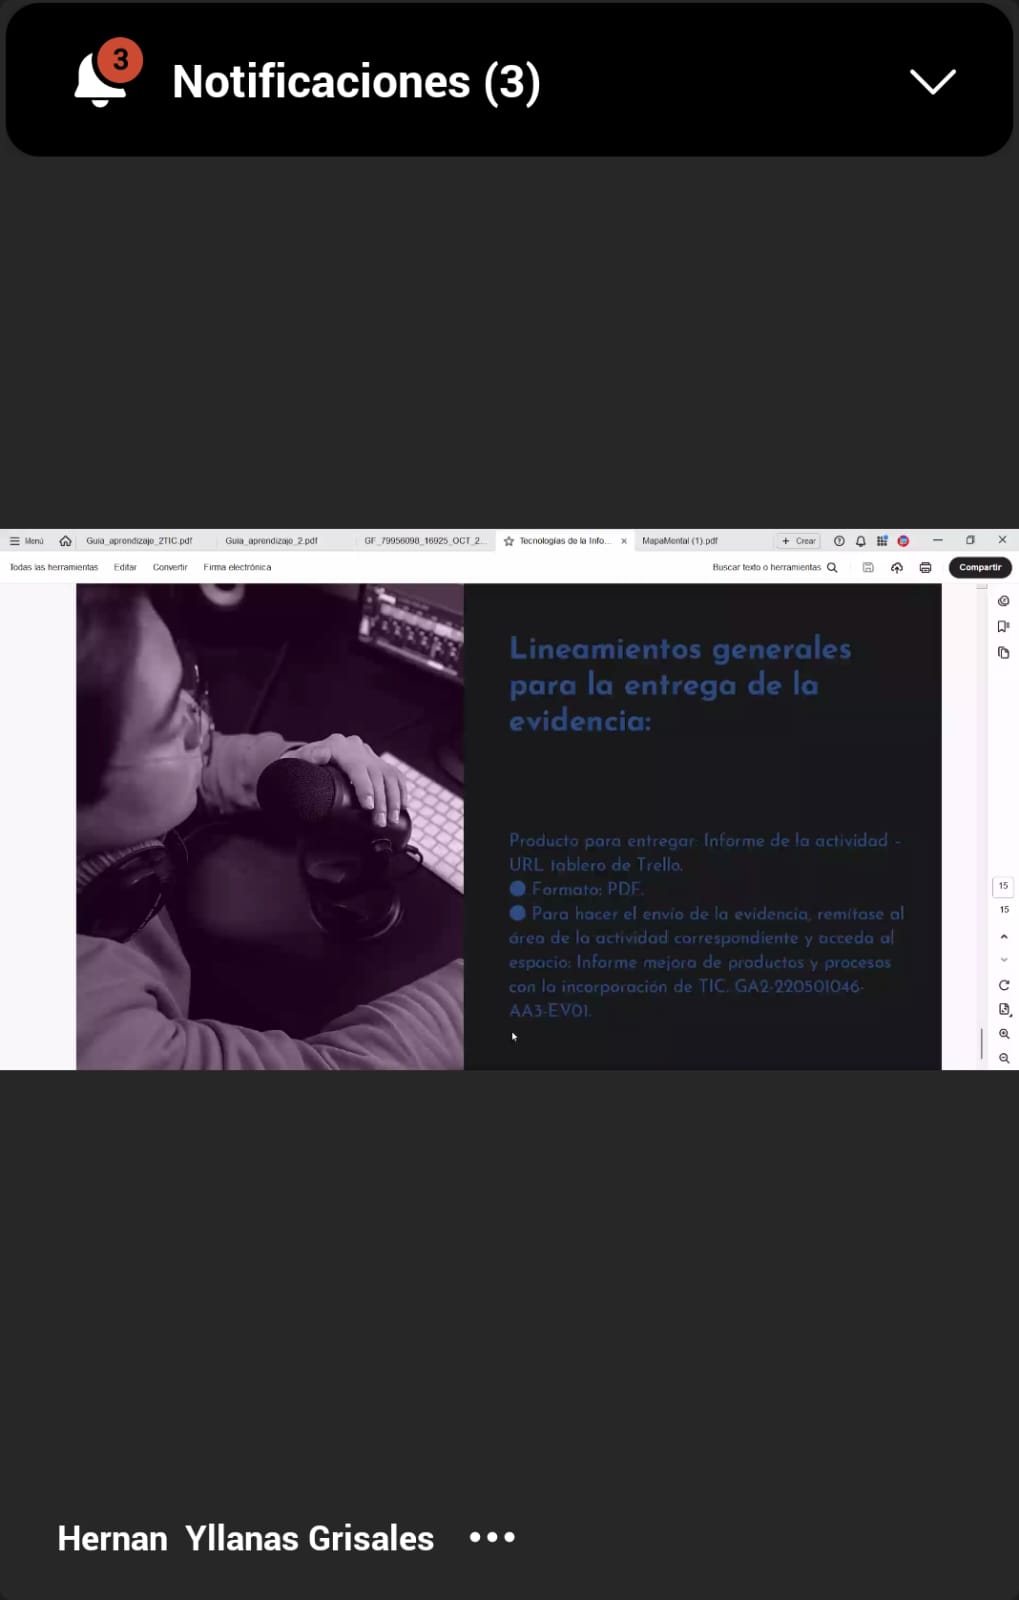 3
Notificaciones (3)
Menú
Guia_aprendizaje_2TIC.pdf
Guia_aprendizaje_2.pdf
GF_79956098_16925_OCT_2...
Tecnologías de la Info...
MapaMental (1).pdf
+ Crear
Todas las herramientas
Editar
Convertir
Firma electrónica
Buscar texto o herramientas
Compartir
Lineamientos generales
para la entrega de la
evidencia:
Producto para entregar: Informe de la actividad -
URL tablero de Trello.
● Formato: PDF.
● Para hacer el envío de la evidencia, remítase al
área de la actividad correspondiente y acceda al
espacio: Informe mejora de productos y procesos
con la incorporación de TIC. GA2-220501046-
AA3-EV01.
15
15
Hernan Yllanas Grisales